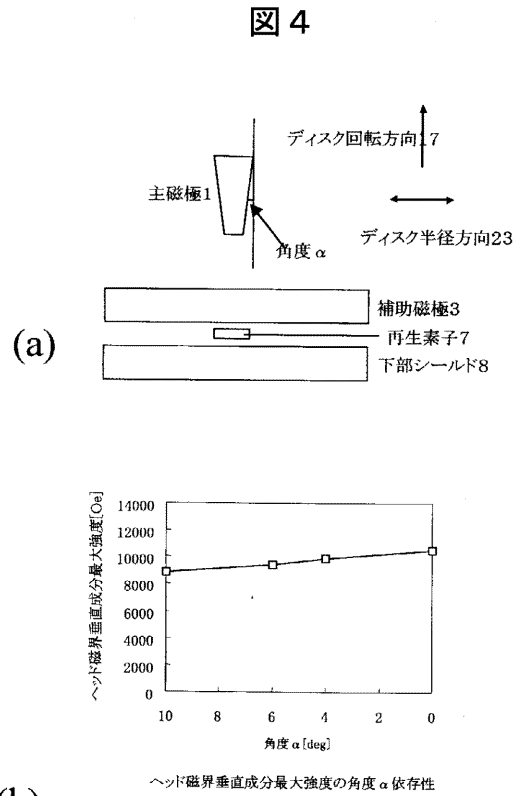 図4
ディスク回転方向17
主磁極1
ディスク半径方向23
角度α
補助磁極3
再生素子7
下部シールド8
(a)
ヘッド磁界垂直成分最大強度[Oe]
14000
12000
10000
8000
6000
4000
2000
0
10 8 6 4 2 0
角度α[deg]
ヘッド磁界垂直成分最大強度の角度α依存性
(b)